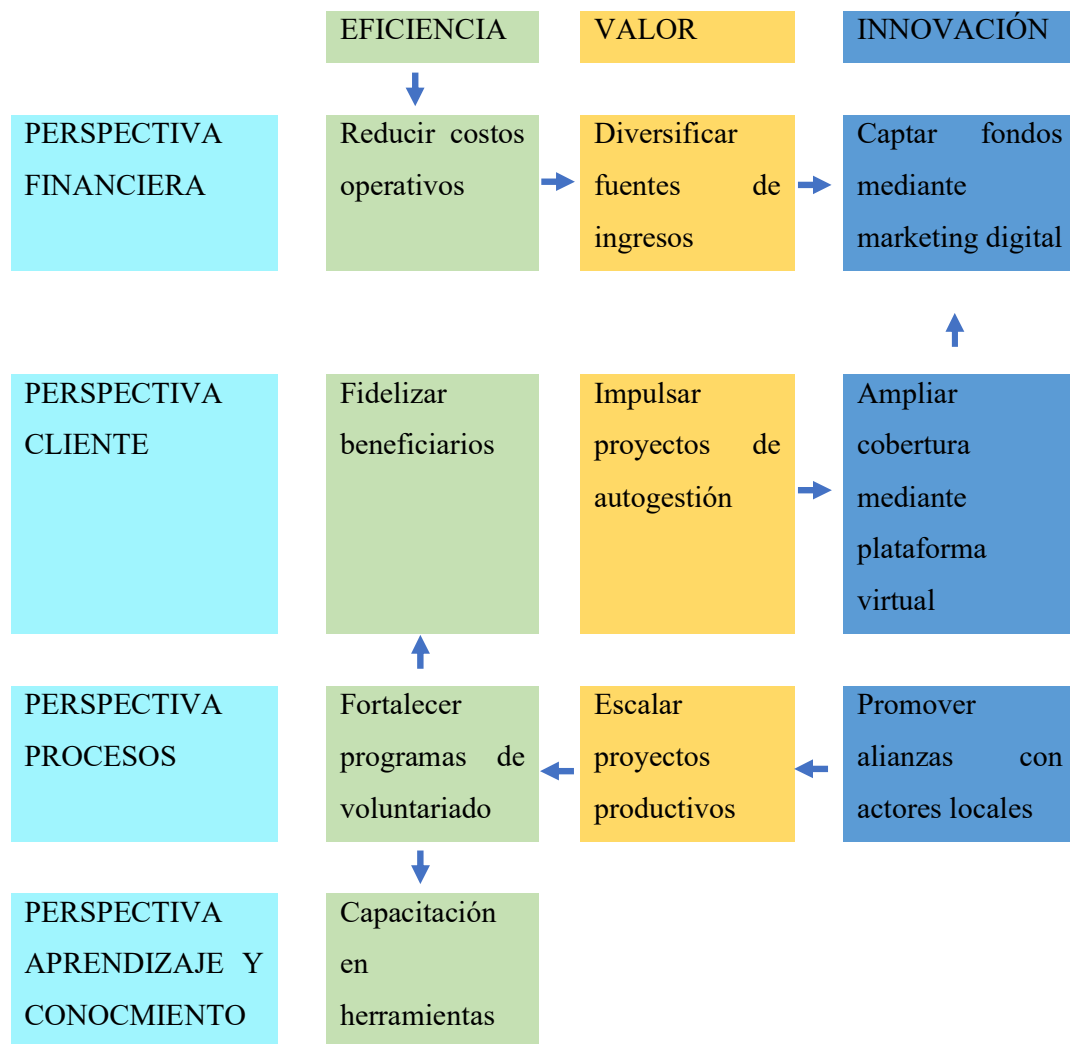 EFICIENCIA
VALOR
INNOVACIÓN
PERSPECTIVA
FINANCIERA
Reducir costos
operativos
Diversificar
fuentes de
ingresos
Captar fondos
mediante
marketing digital
PERSPECTIVA
CLIENTE
Fidelizar
beneficiarios
Impulsar
proyectos de
autogestión
Ampliar
cobertura
mediante
plataforma
virtual
PERSPECTIVA
PROCESOS
Fortalecer
programas de
voluntariado
Escalar
proyectos
productivos
Promover
alianzas con
actores locales
PERSPECTIVA
APRENDIZAJE Y
CONOCMIENTO
Capacitación
en
herramientas